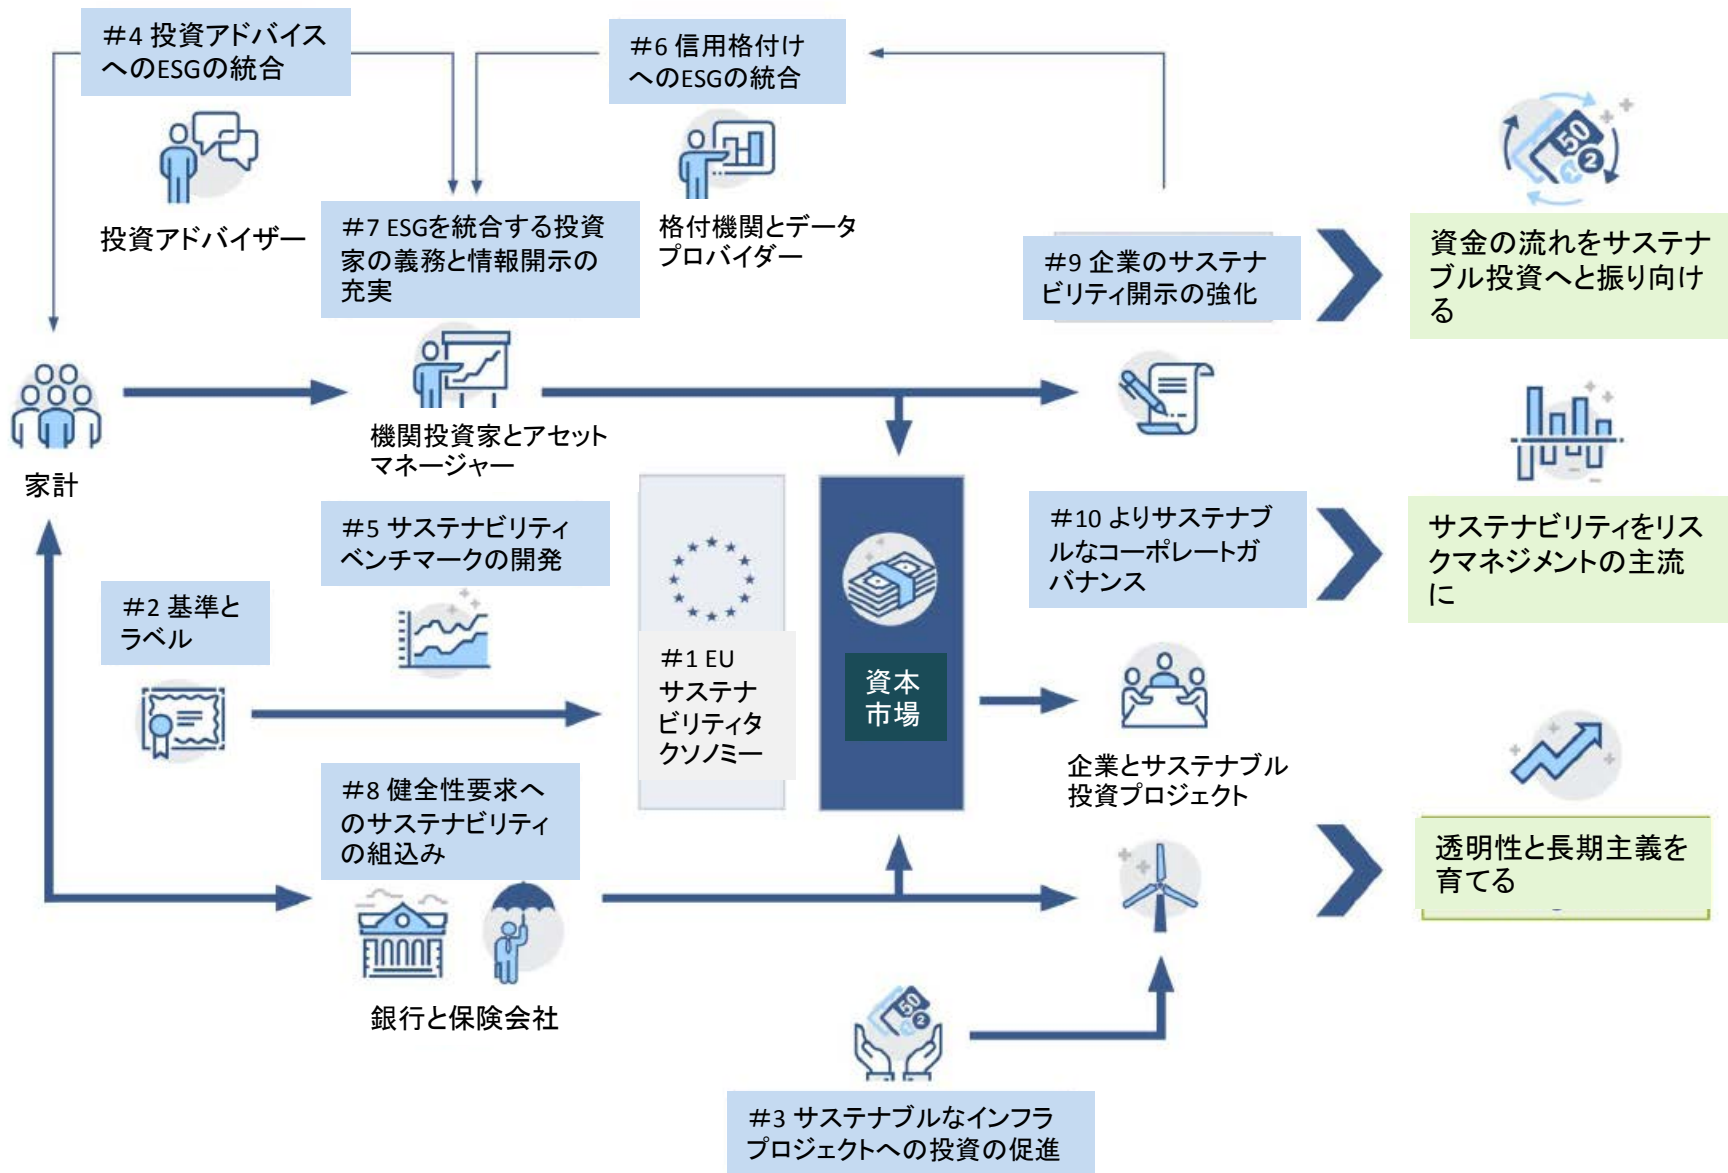 #4 投資アドバイス
へのESGの統合
#6 信用格付け
へのESGの統合
投資アドバイザー
#7 ESGを統合する投資
家の義務と情報開示の
充実
格付機関とデータ
プロバイダー
#9 企業のサステナ
ビリティ開示の強化
資金の流れをサステナ
ブル投資へと振り向け
る
50
2
家計
機関投資家とアセット
マネージャー
#5 サステナビリティ
ベンチマークの開発
#10 よりサステナブ
ルなコーポレートガ
バナンス
サステナビリティをリス
クマネジメントの主流
に
#2 基準と
ラベル
#1 EU
サステナ
ビリティタ
クソノミー
資本
市場
企業とサステナブル
投資プロジェクト
#8 健全性要求へ
のサステナビリティ
の組込み
透明性と長期主義を
育てる
銀行と保険会社
50
2
#3 サステナブルなインフラ
プロジェクトへの投資の促進